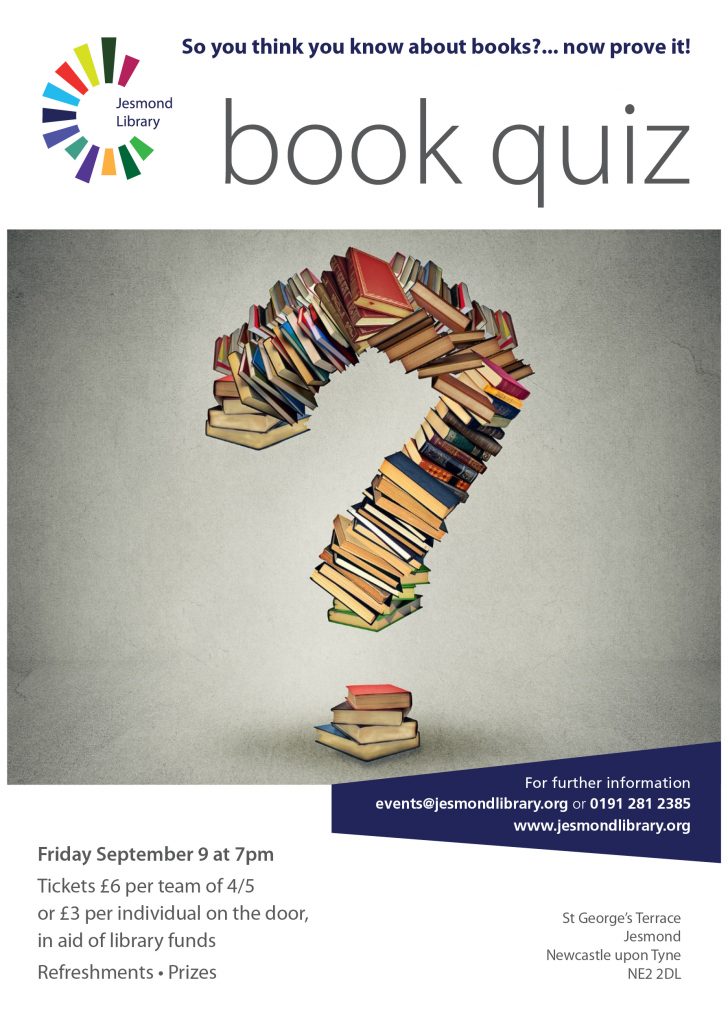 So you think you know about books?... now prove it!
Jesmond
Library
book quiz
For further information
events@jesmondlibrary.org or 0191 281 2385
www.jesmondlibrary.org
Friday September 9 at 7pm
Tickets £6 per team of 4/5
or £3 per individual on the door,
in aid of library funds
Refreshments • Prizes
St George’s Terrace
Jesmond
Newcastle upon Tyne
NE2 2DL